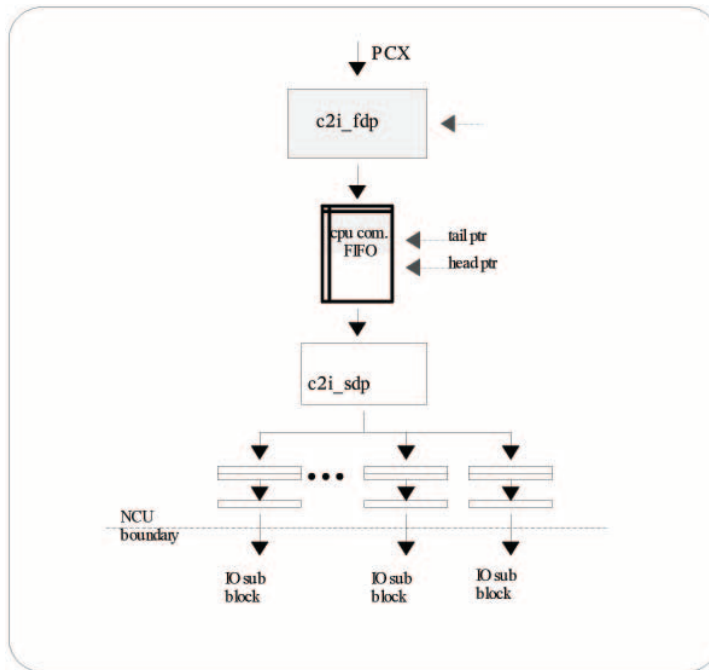 PCX
c2i_fdp
cpu com.
FIFO
tail ptr
head ptr
c2i_sdp
NCU
boundary
IO sub
block
IO sub
block
IO sub
block